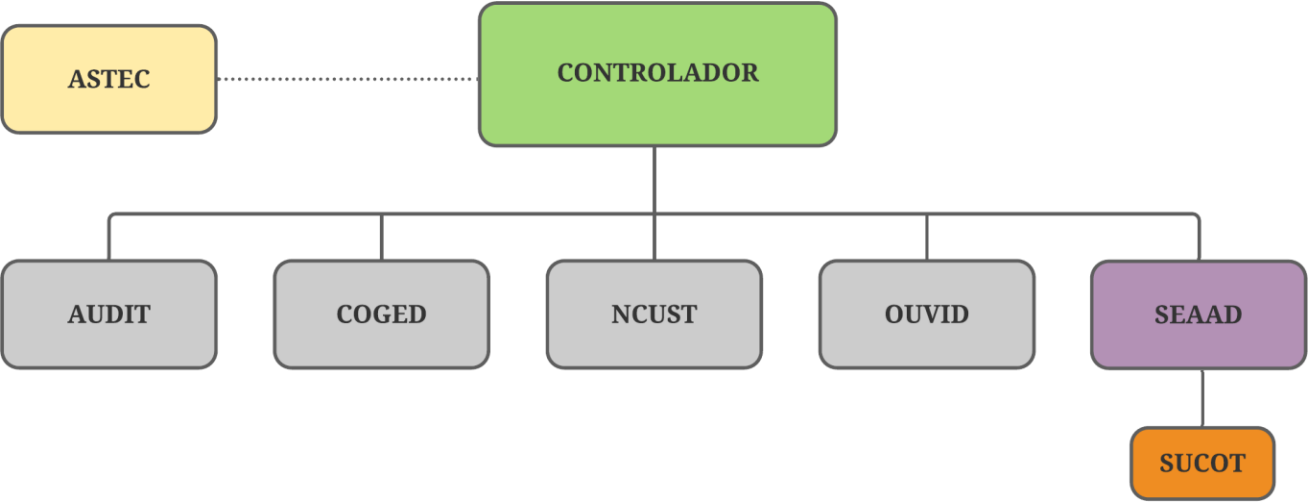 ASTEC
CONTROLADOR
AUDIT
COGED
NCUST
OUVID
SEAAD
SUCOT